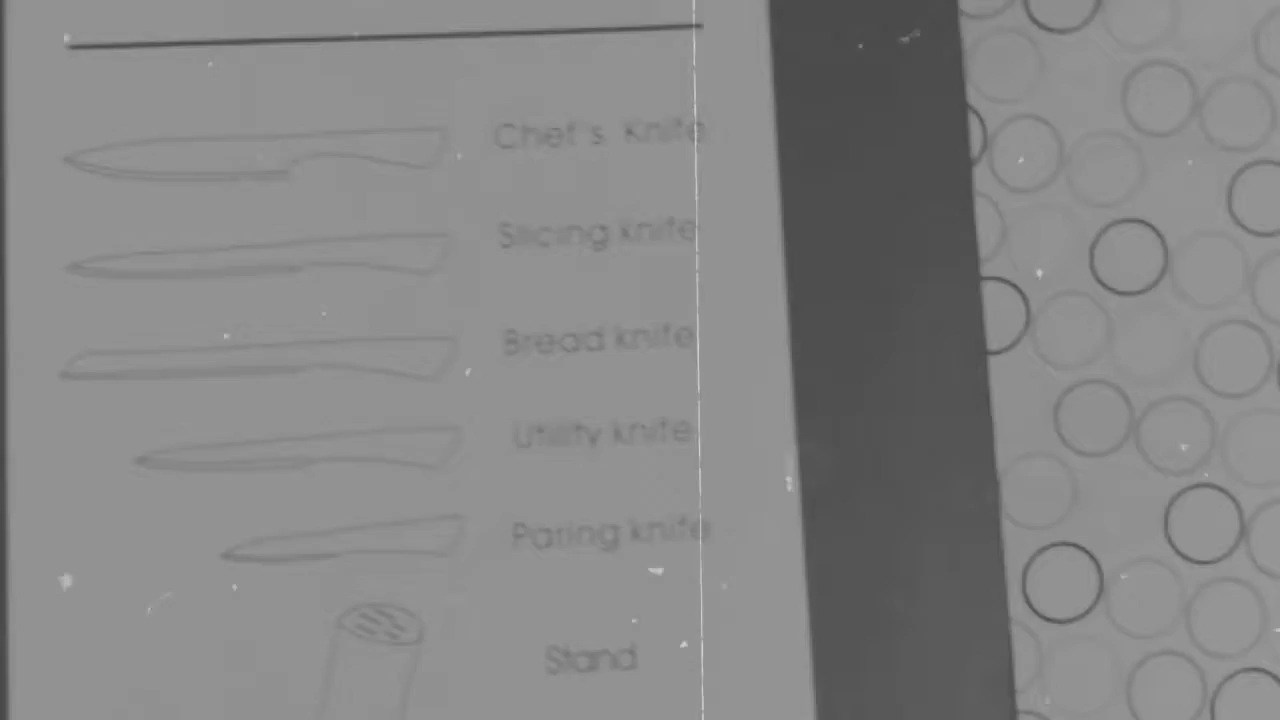 Chef's Knife
Slicing knife
Bread knife
Utility knife
Paring knife
Stand